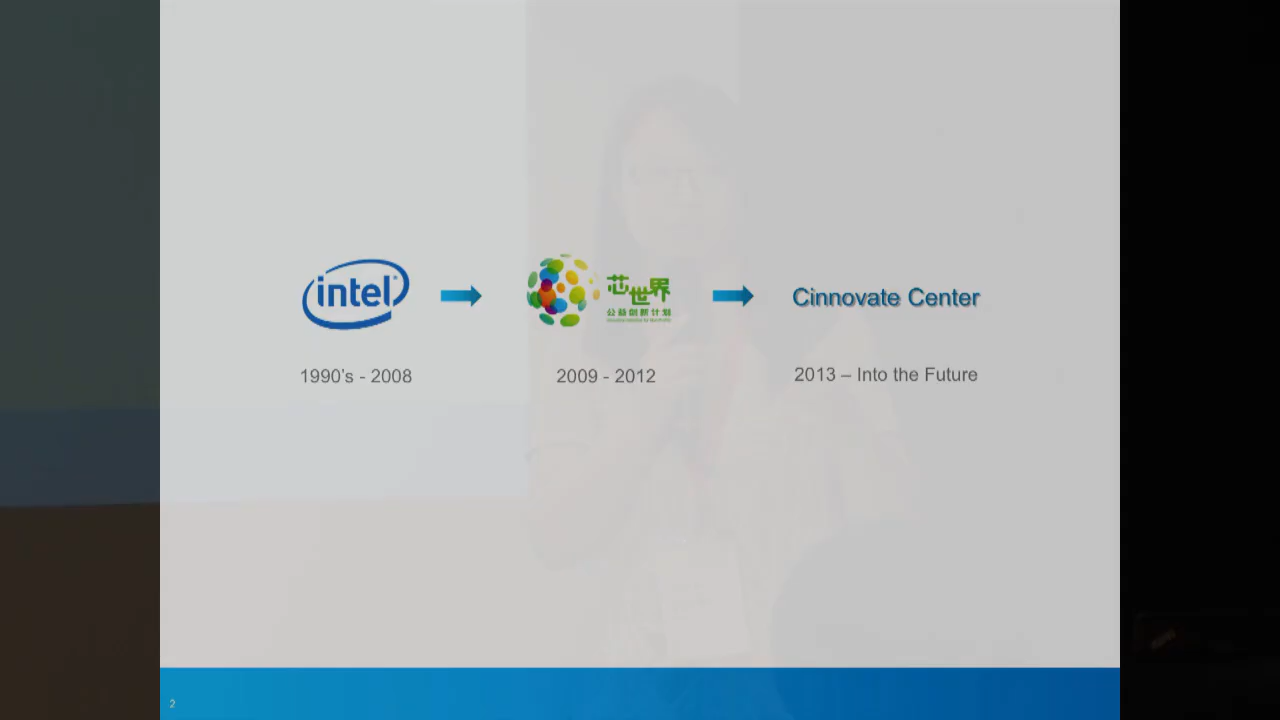 intel
芯世界
公益创新计划
Cinnovate Center
1990's - 2008
2009 - 2012
2013 – Into the Future
2